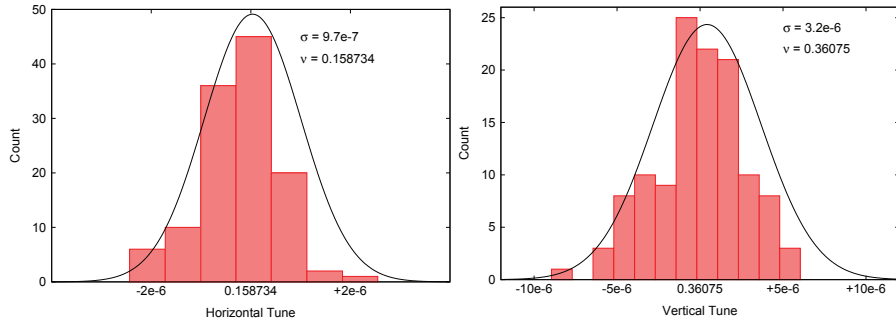 50
40
30
20
10
0
Count
σ = 9.7e-7
ν = 0.158734
-2e-6 0.158734 +2e-6
Horizontal Tune
25
20
15
10
5
0
Count
σ = 3.2e-6
ν = 0.36075
-10e-6 -5e-6 0.36075 +5e-6 +10e-6
Vertical Tune